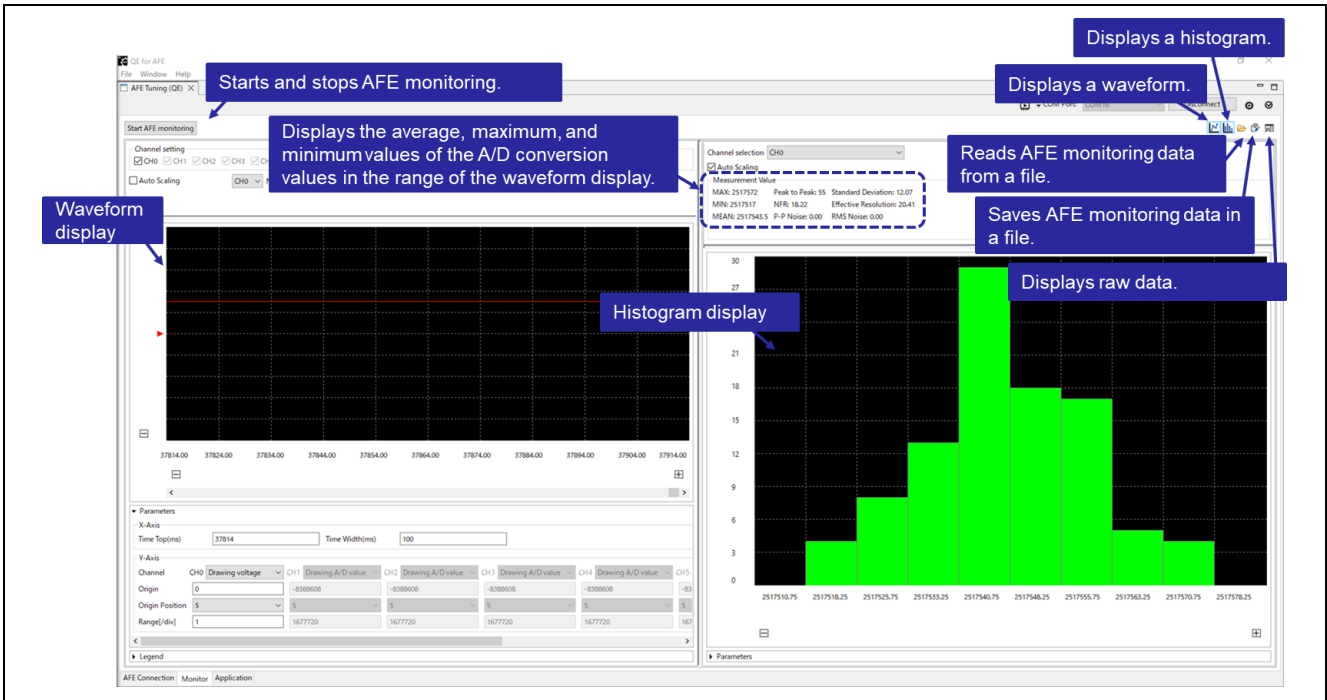 Displays a histogram.
QE for AFE
File Window Help
Starts and stops AFE monitoring.
Displays a waveform.
AFE Tuning (QE)
Start AFE monitoring
Displays the average, maximum, and
minimum values of the A/D conversion
values in the range of the waveform display.
Reads AFE monitoring data
from a file.
Saves AFE monitoring data in
a file.
Displays raw data.
Channel setting
CH0 CH1 CH2 CH3
Auto Scaling CH0
Waveform
display
Channel selection CH0
Auto Scaling
Measurement Value
MAX: 2517572 Peak to Peak: 55 Standard Deviation: 12.07
MIN: 2517517 NFR: 18.22 Effective Resolution: 20.41
MEAN: 2517543.5 P-P Noise: 0.00 RMS Noise: 0.00
Histogram display
37814.00 37824.00 37834.00 37844.00 37854.00 37864.00 37874.00 37884.00 37894.00 37904.00 37914.00
Parameters
X-Axis
Time Top(ms) 37814 Time Width(ms) 100
Y-Axis
Channel CH0 Drawing voltage CH1 Drawing A/D value CH2 Drawing A/D value CH3 Drawing A/D value CH4 Drawing A/D value CH5
Origin 0 -8388608 -8388608 -8388608 -8388608 -83
Origin Position 5 5 5 5 5 5
Range[/div] 1 1677720 1677720 1677720 1677720 167
Legend
30
27
21
18
15
12
9
6
3
0
2517510.75 2517518.25 2517525.75 2517533.25 2517540.75 2517548.25 2517555.75 2517563.25 2517570.75 2517578.25
Parameters
AFE Connection Monitor Application